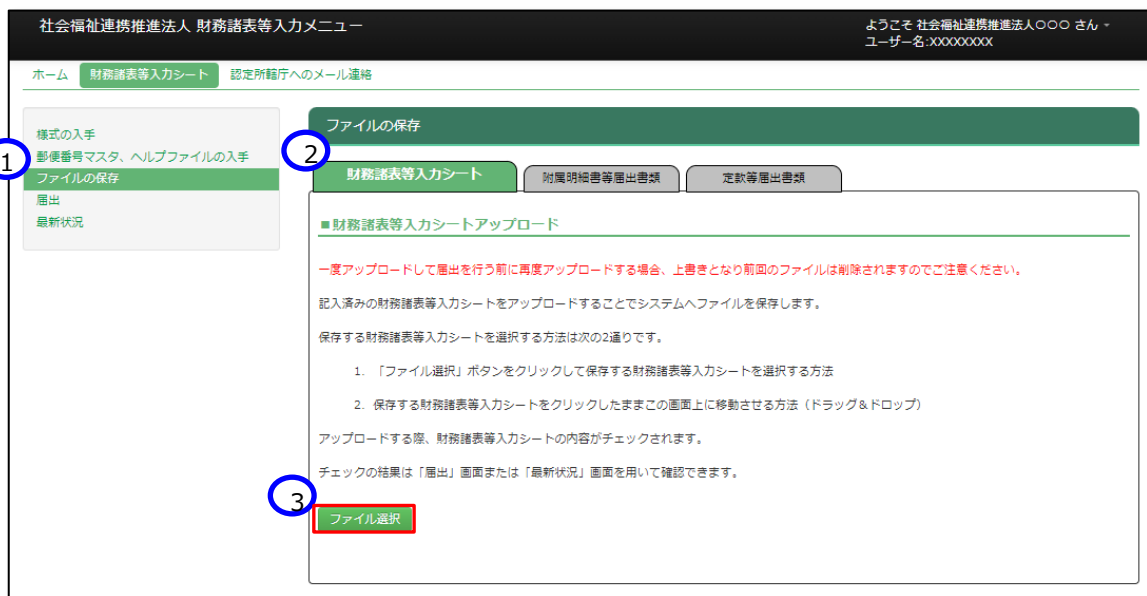 社会福祉連携推進法人 財務諸表等入力メニュー
ようこそ 社会福祉連携推進法人〇〇〇 さん
ユーザー名:XXXXXXXX
ホーム 財務諸表等入力シート 認定所轄庁へのメール連絡
様式の入手
郵便番号マスタ、ヘルプファイルの入手
ファイルの保存
届出
最新状況
1
ファイルの保存
2
財務諸表等入力シート 附属明細書等届出書類 定款等届出書類
■財務諸表等入力シートアップロード
一度アップロードして届出を行う前に再度アップロードする場合、上書きとなり前回のファイルは削除されますのでご注意ください。
記入済みの財務諸表等入力シートをアップロードすることでシステムへファイルを保存します。
保存する財務諸表等入力シートを選択する方法は次の2通りです。
1. 「ファイル選択」ボタンをクリックして保存する財務諸表等入力シートを選択する方法
2. 保存する財務諸表等入力シートをクリックしたままこの画面上に移動させる方法（ドラッグ＆ドロップ）
アップロードする際、財務諸表等入力シートの内容がチェックされます。
チェックの結果は「届出」画面または「最新状況」画面を用いて確認できます。
3
ファイル選択